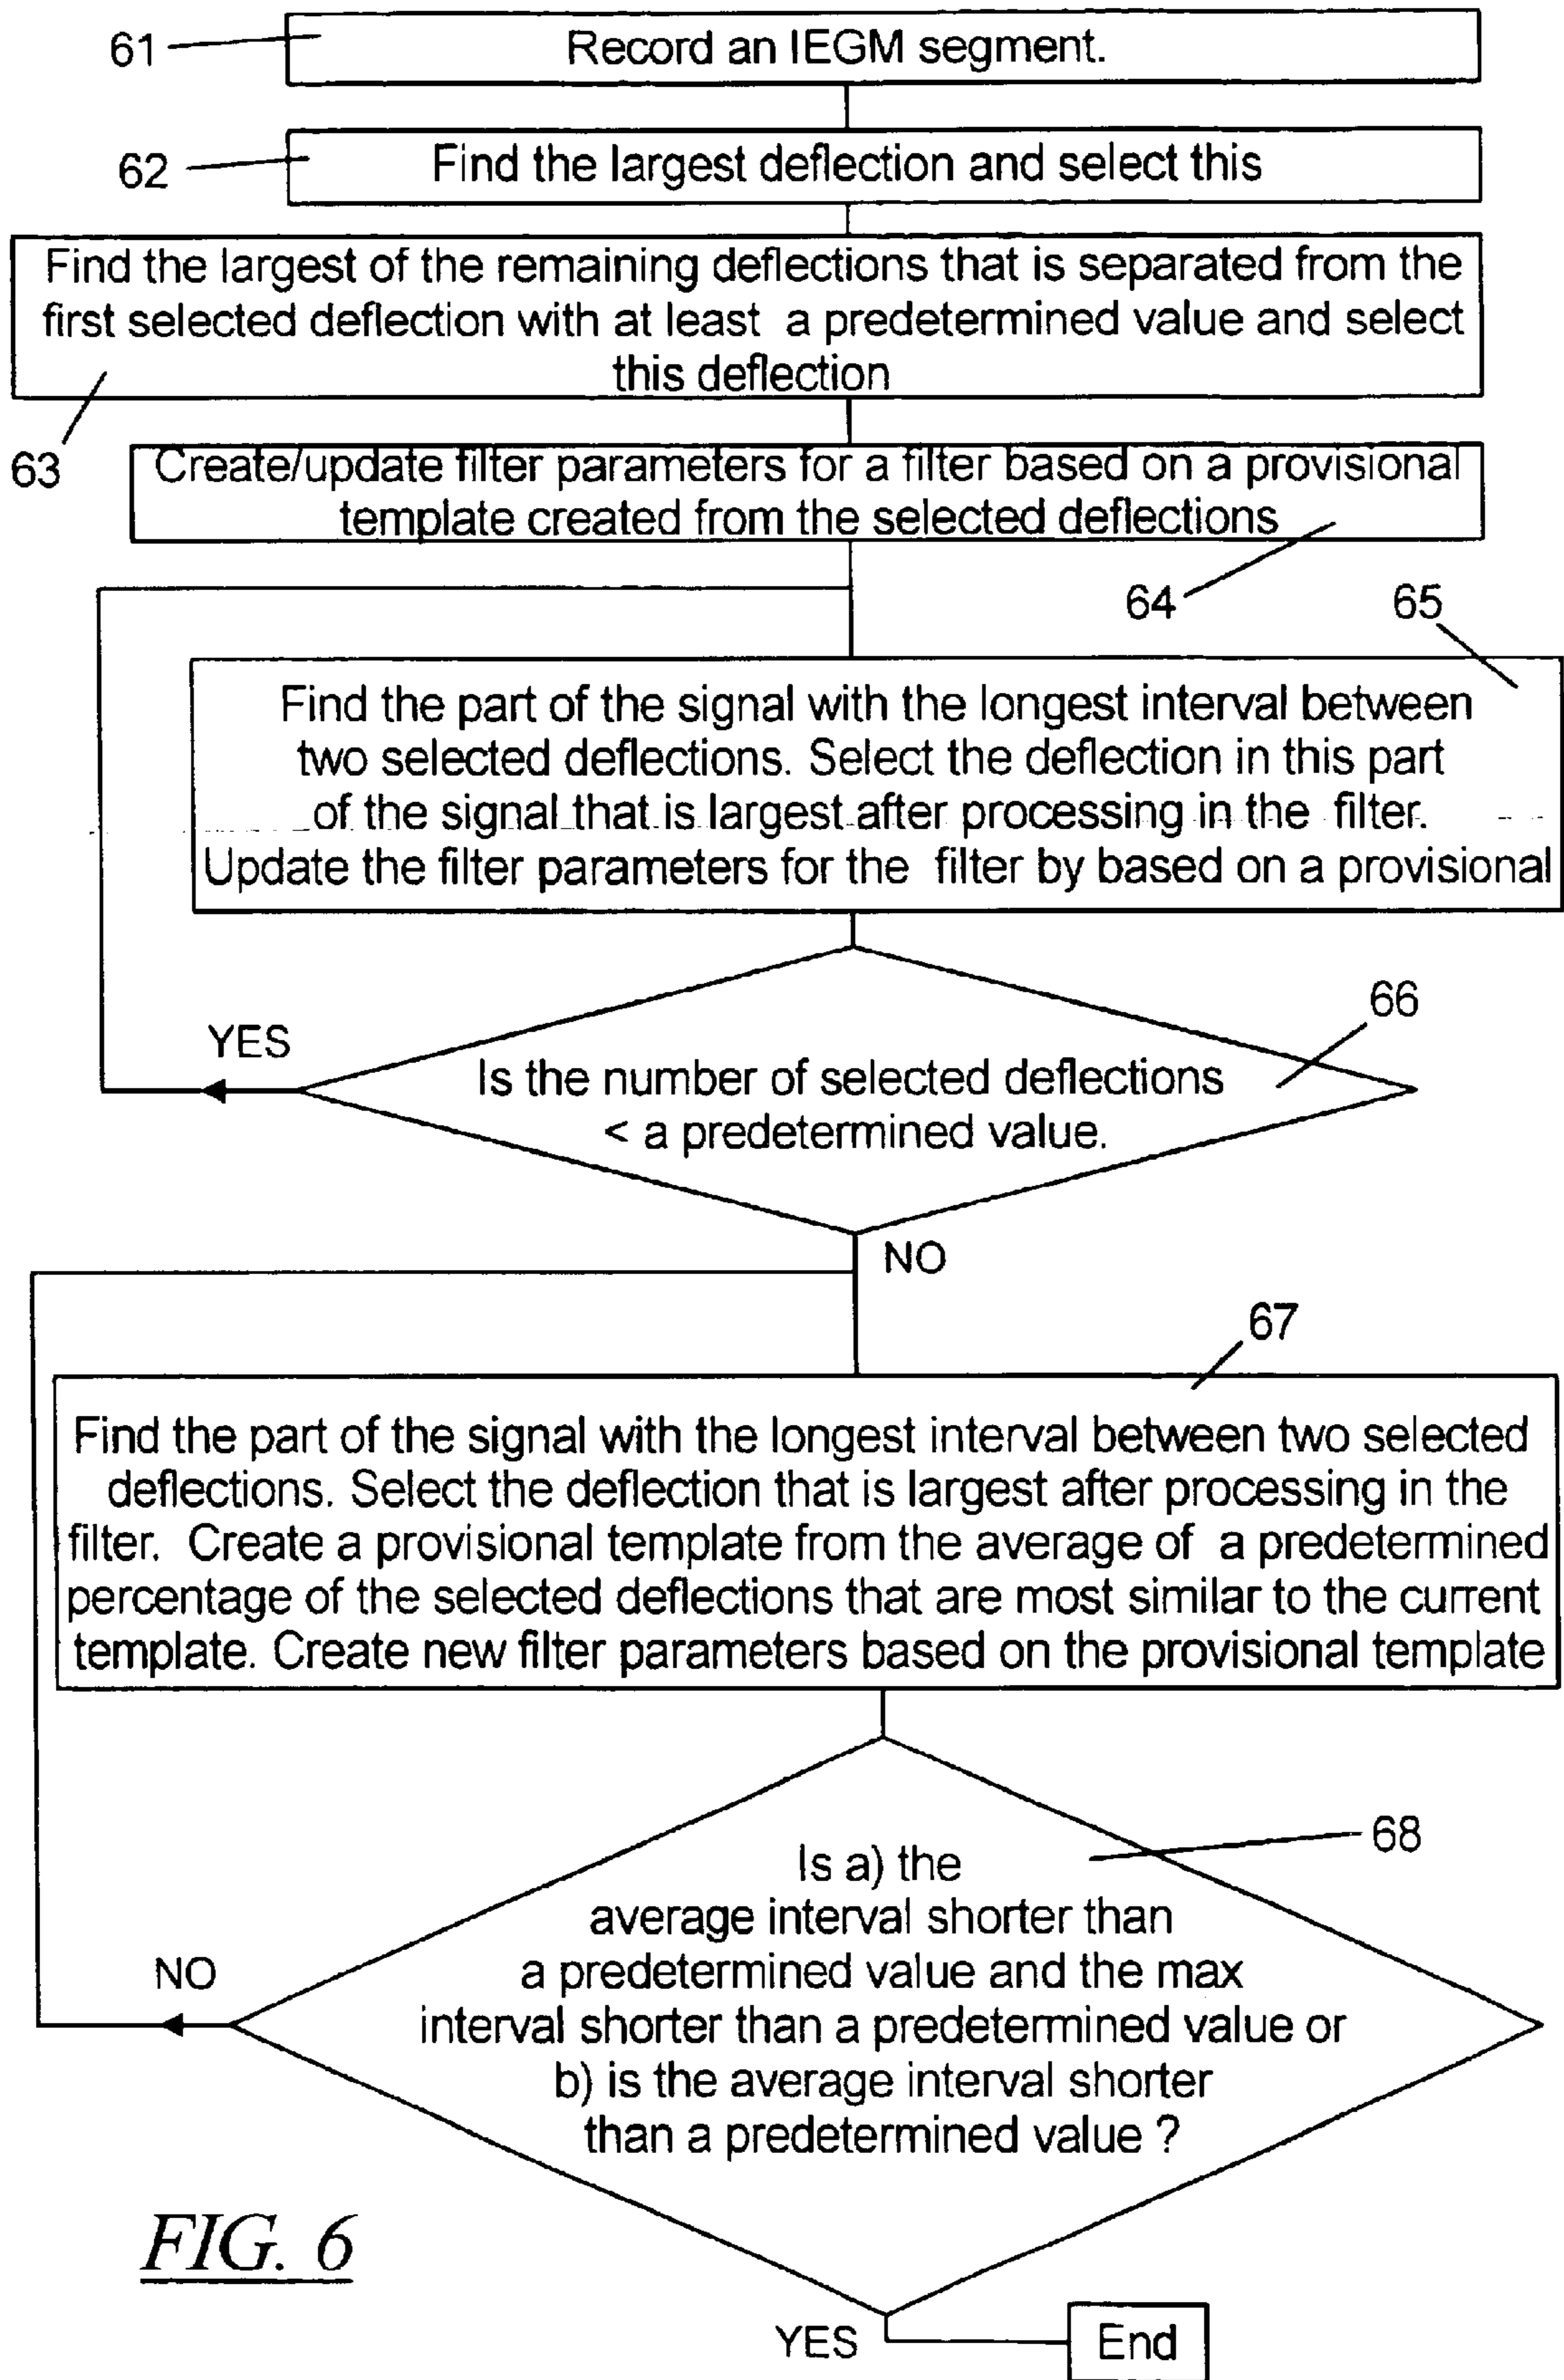 61
Record an IEGM segment.
62
Find the largest deflection and select this
Find the largest of the remaining deflections that is separated from the
first selected deflection with at least a predetermined value and select
this deflection
63
Create/update filter parameters for a filter based on a provisional
template created from the selected deflections
64
65
Find the part of the signal with the longest interval between
two selected deflections. Select the deflection in this part
of the signal that is largest after processing in the filter.
Update the filter parameters for the filter by based on a provisional
66
YES
Is the number of selected deflections
< a predetermined value.
NO
67
Find the part of the signal with the longest interval between two selected
deflections. Select the deflection that is largest after processing in the
filter. Create a provisional template from the average of a predetermined
percentage of the selected deflections that are most similar to the current
template. Create new filter parameters based on the provisional template
68
Is a) the
average interval shorter than
a predetermined value and the max
interval shorter than a predetermined value or
b) is the average interval shorter
than a predetermined value ?
NO
FIG. 6
YES
End